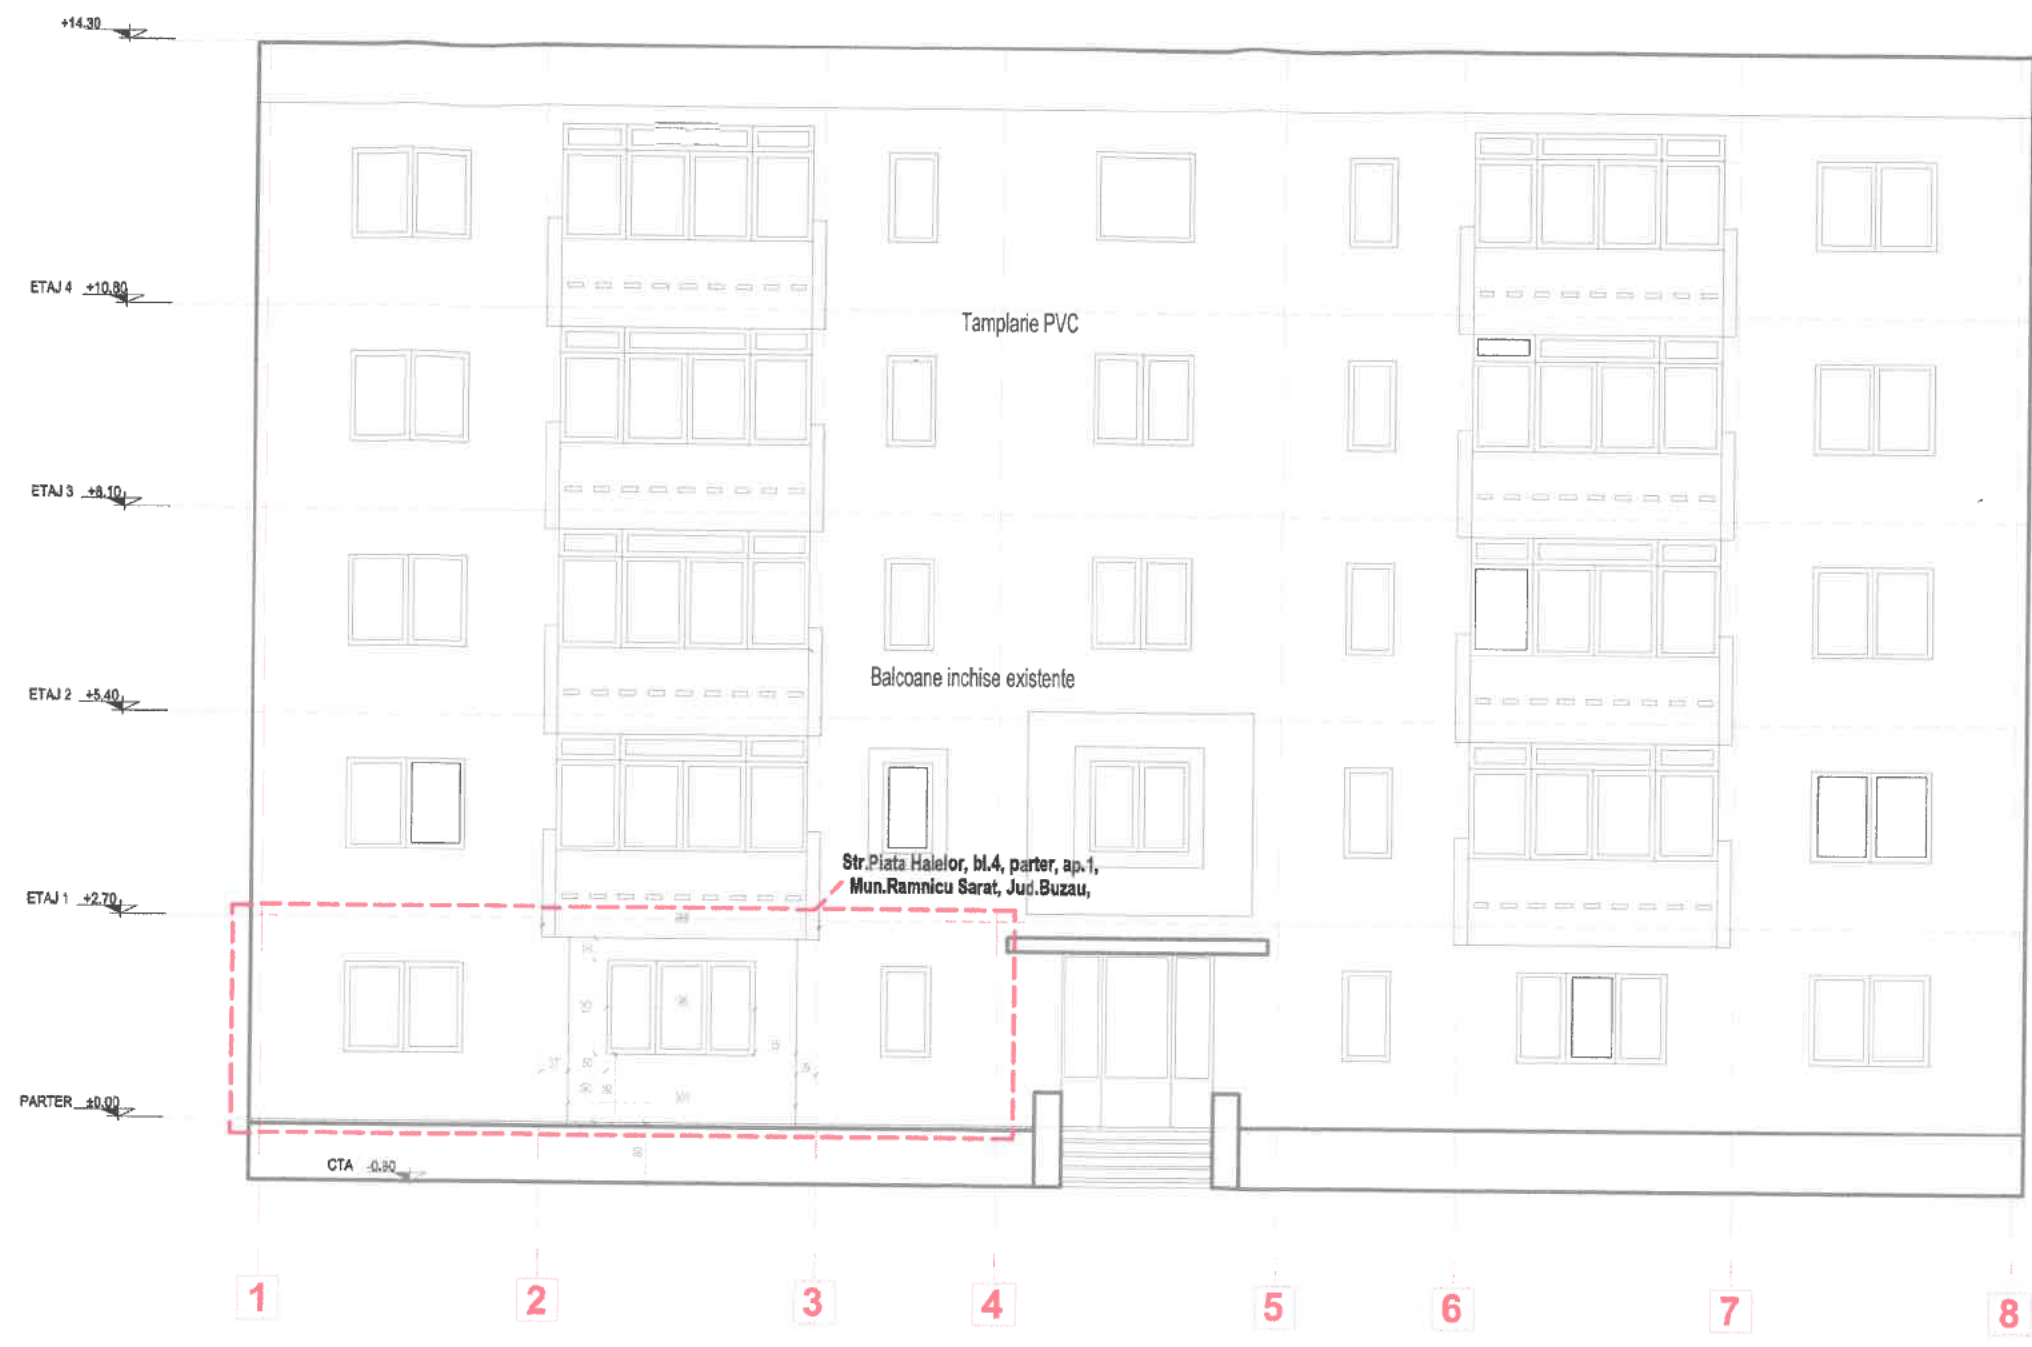 +14.30
ETAJ 4 +10.80
Tamplarie PVC
ETAJ 3 +8.10
Balcoane inchise existente
ETAJ 2 +5.40
Str.Piata Halelor, bl.4, parter, ap.1,
Mun.Ramnicu Sarat, Jud.Buzau,
ETAJ 1 +2.70
PARTER ±0.00
CTA
1 2 3 4 5 6 7 8